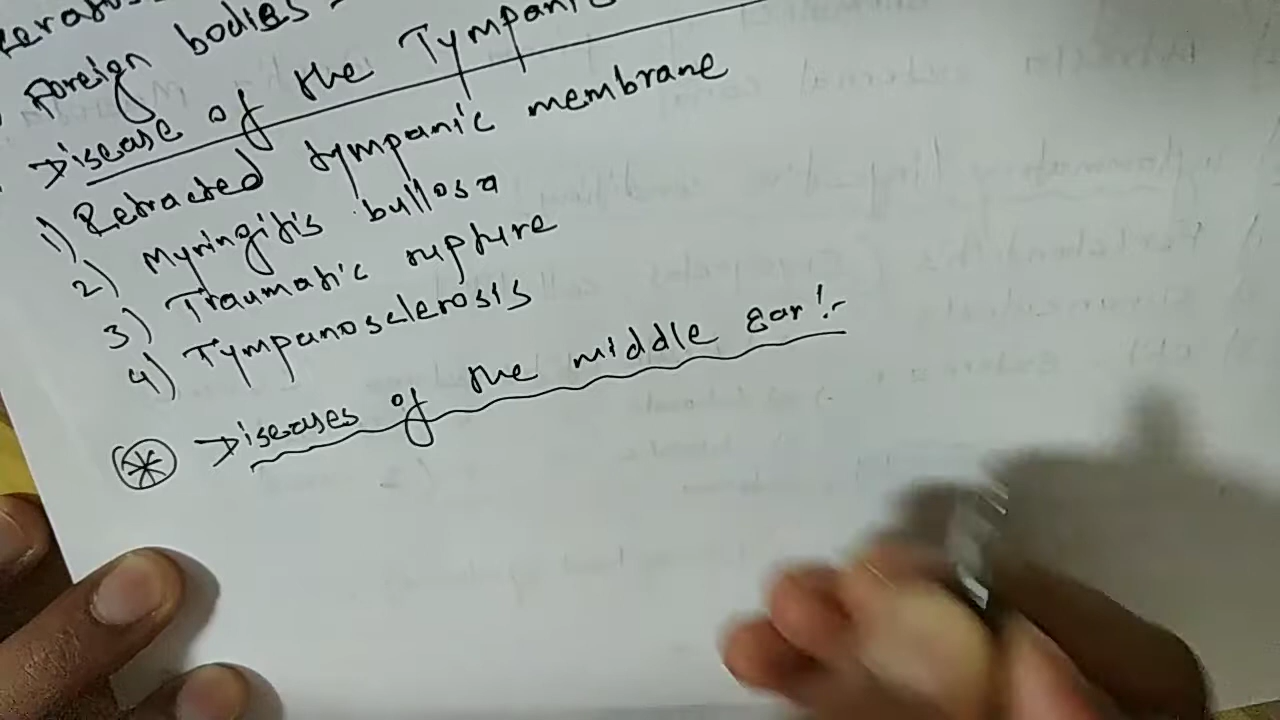 Foreign bodies -
Disease of the Tympanic
1) Retracted tympanic membrane
2) Myringitis bullosa
3) Traumatic rupture
4) Tympanosclerosis
* Diseases of the middle ear :-